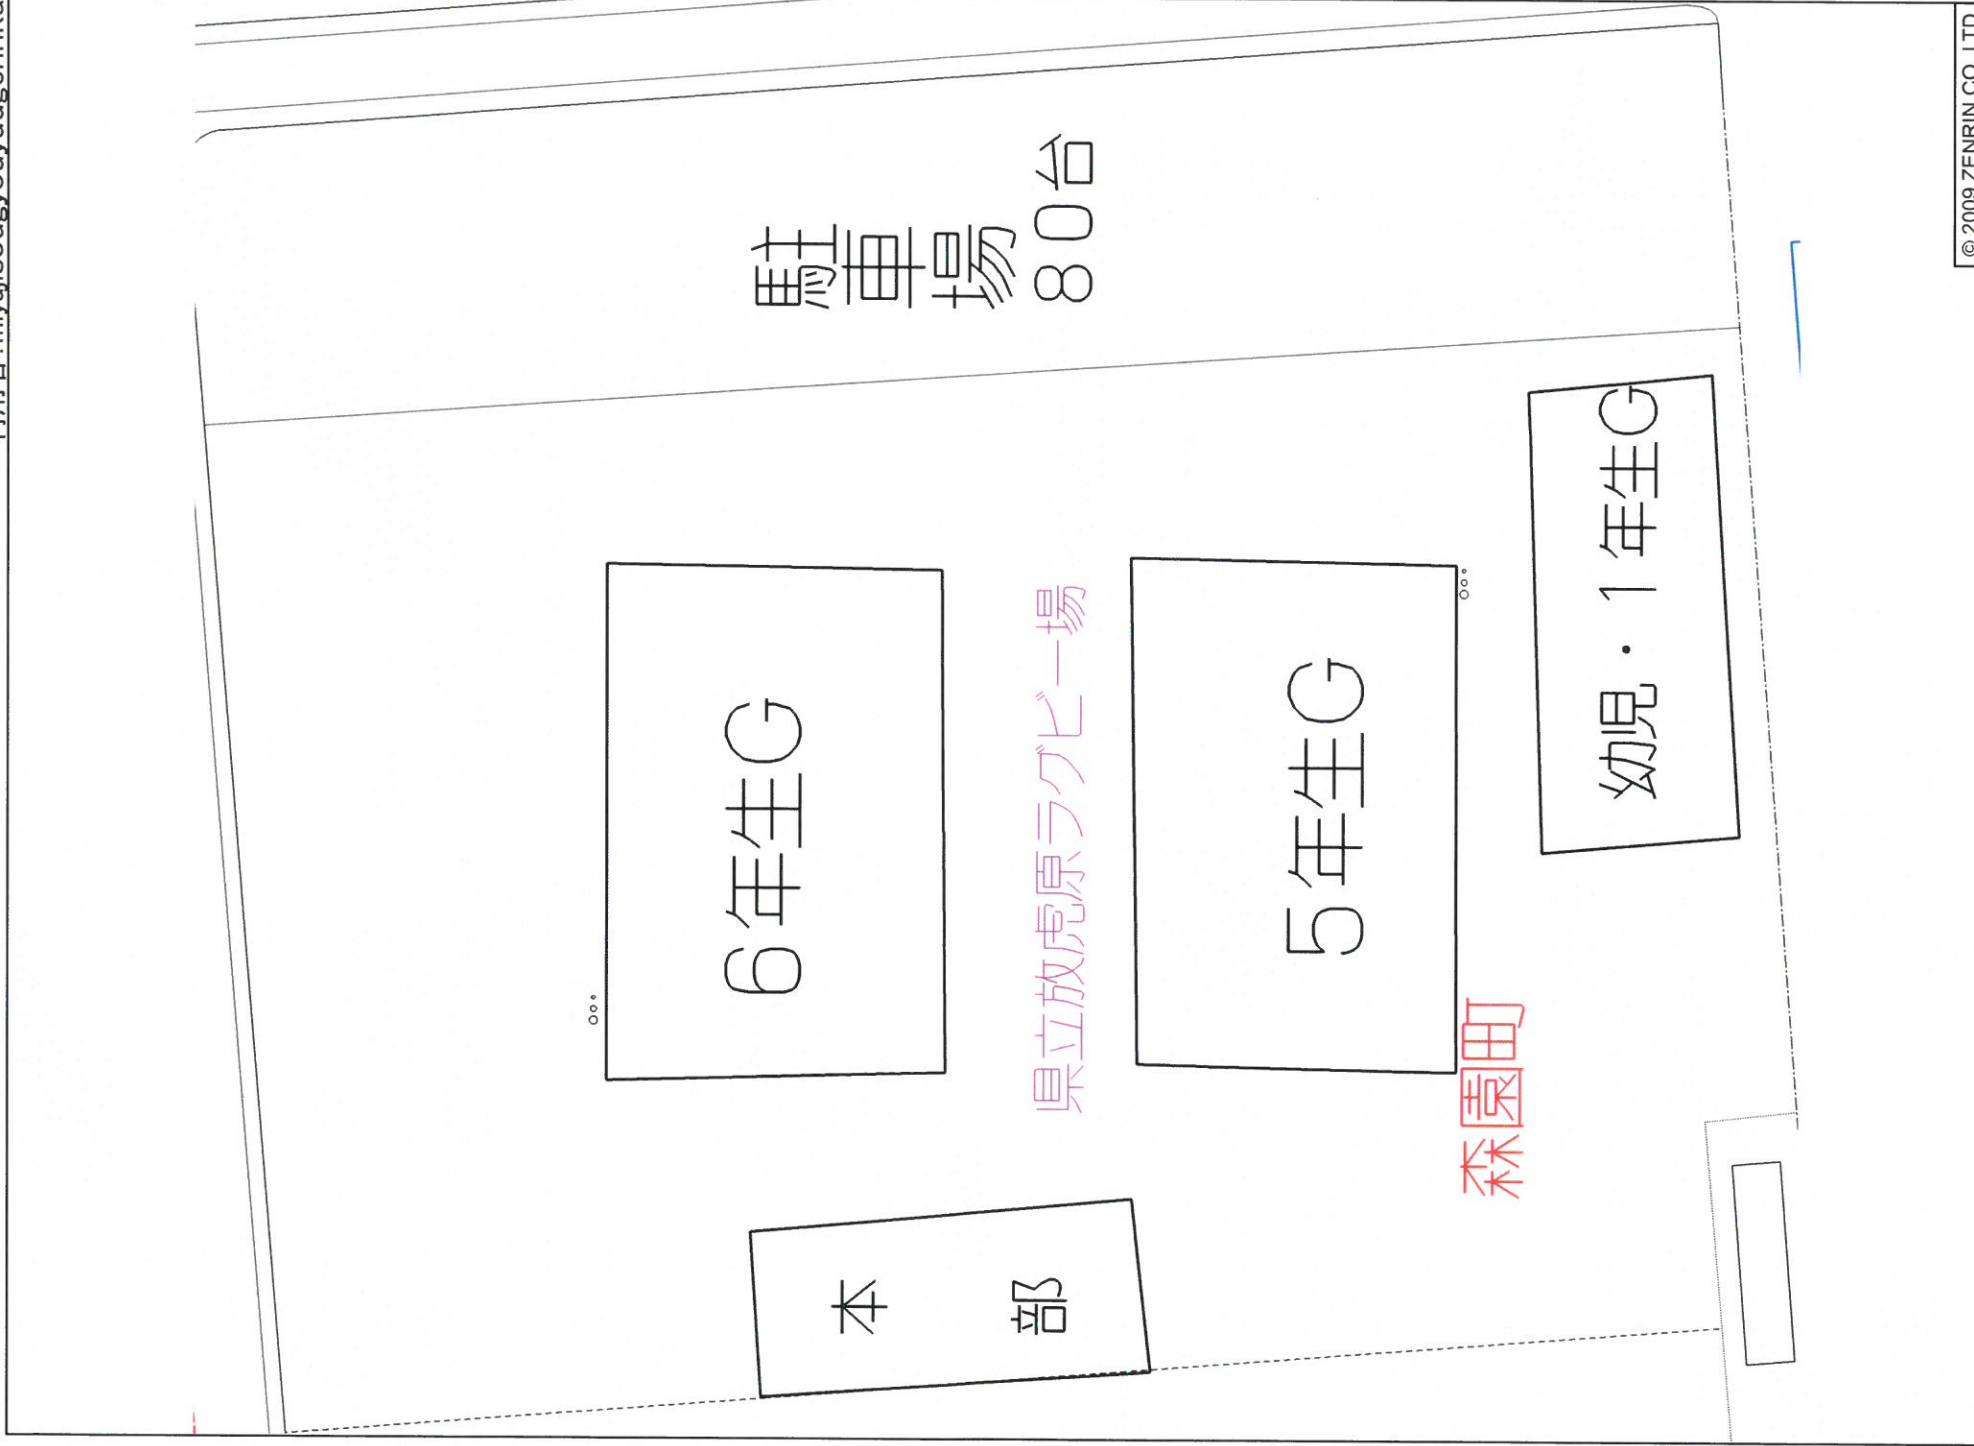 駐車場
80台
6年生G
県立放虎原ラグビー場
5年生G
幼児・1年生G
森園町
本部
© 2009 ZENRIN CO., LTD